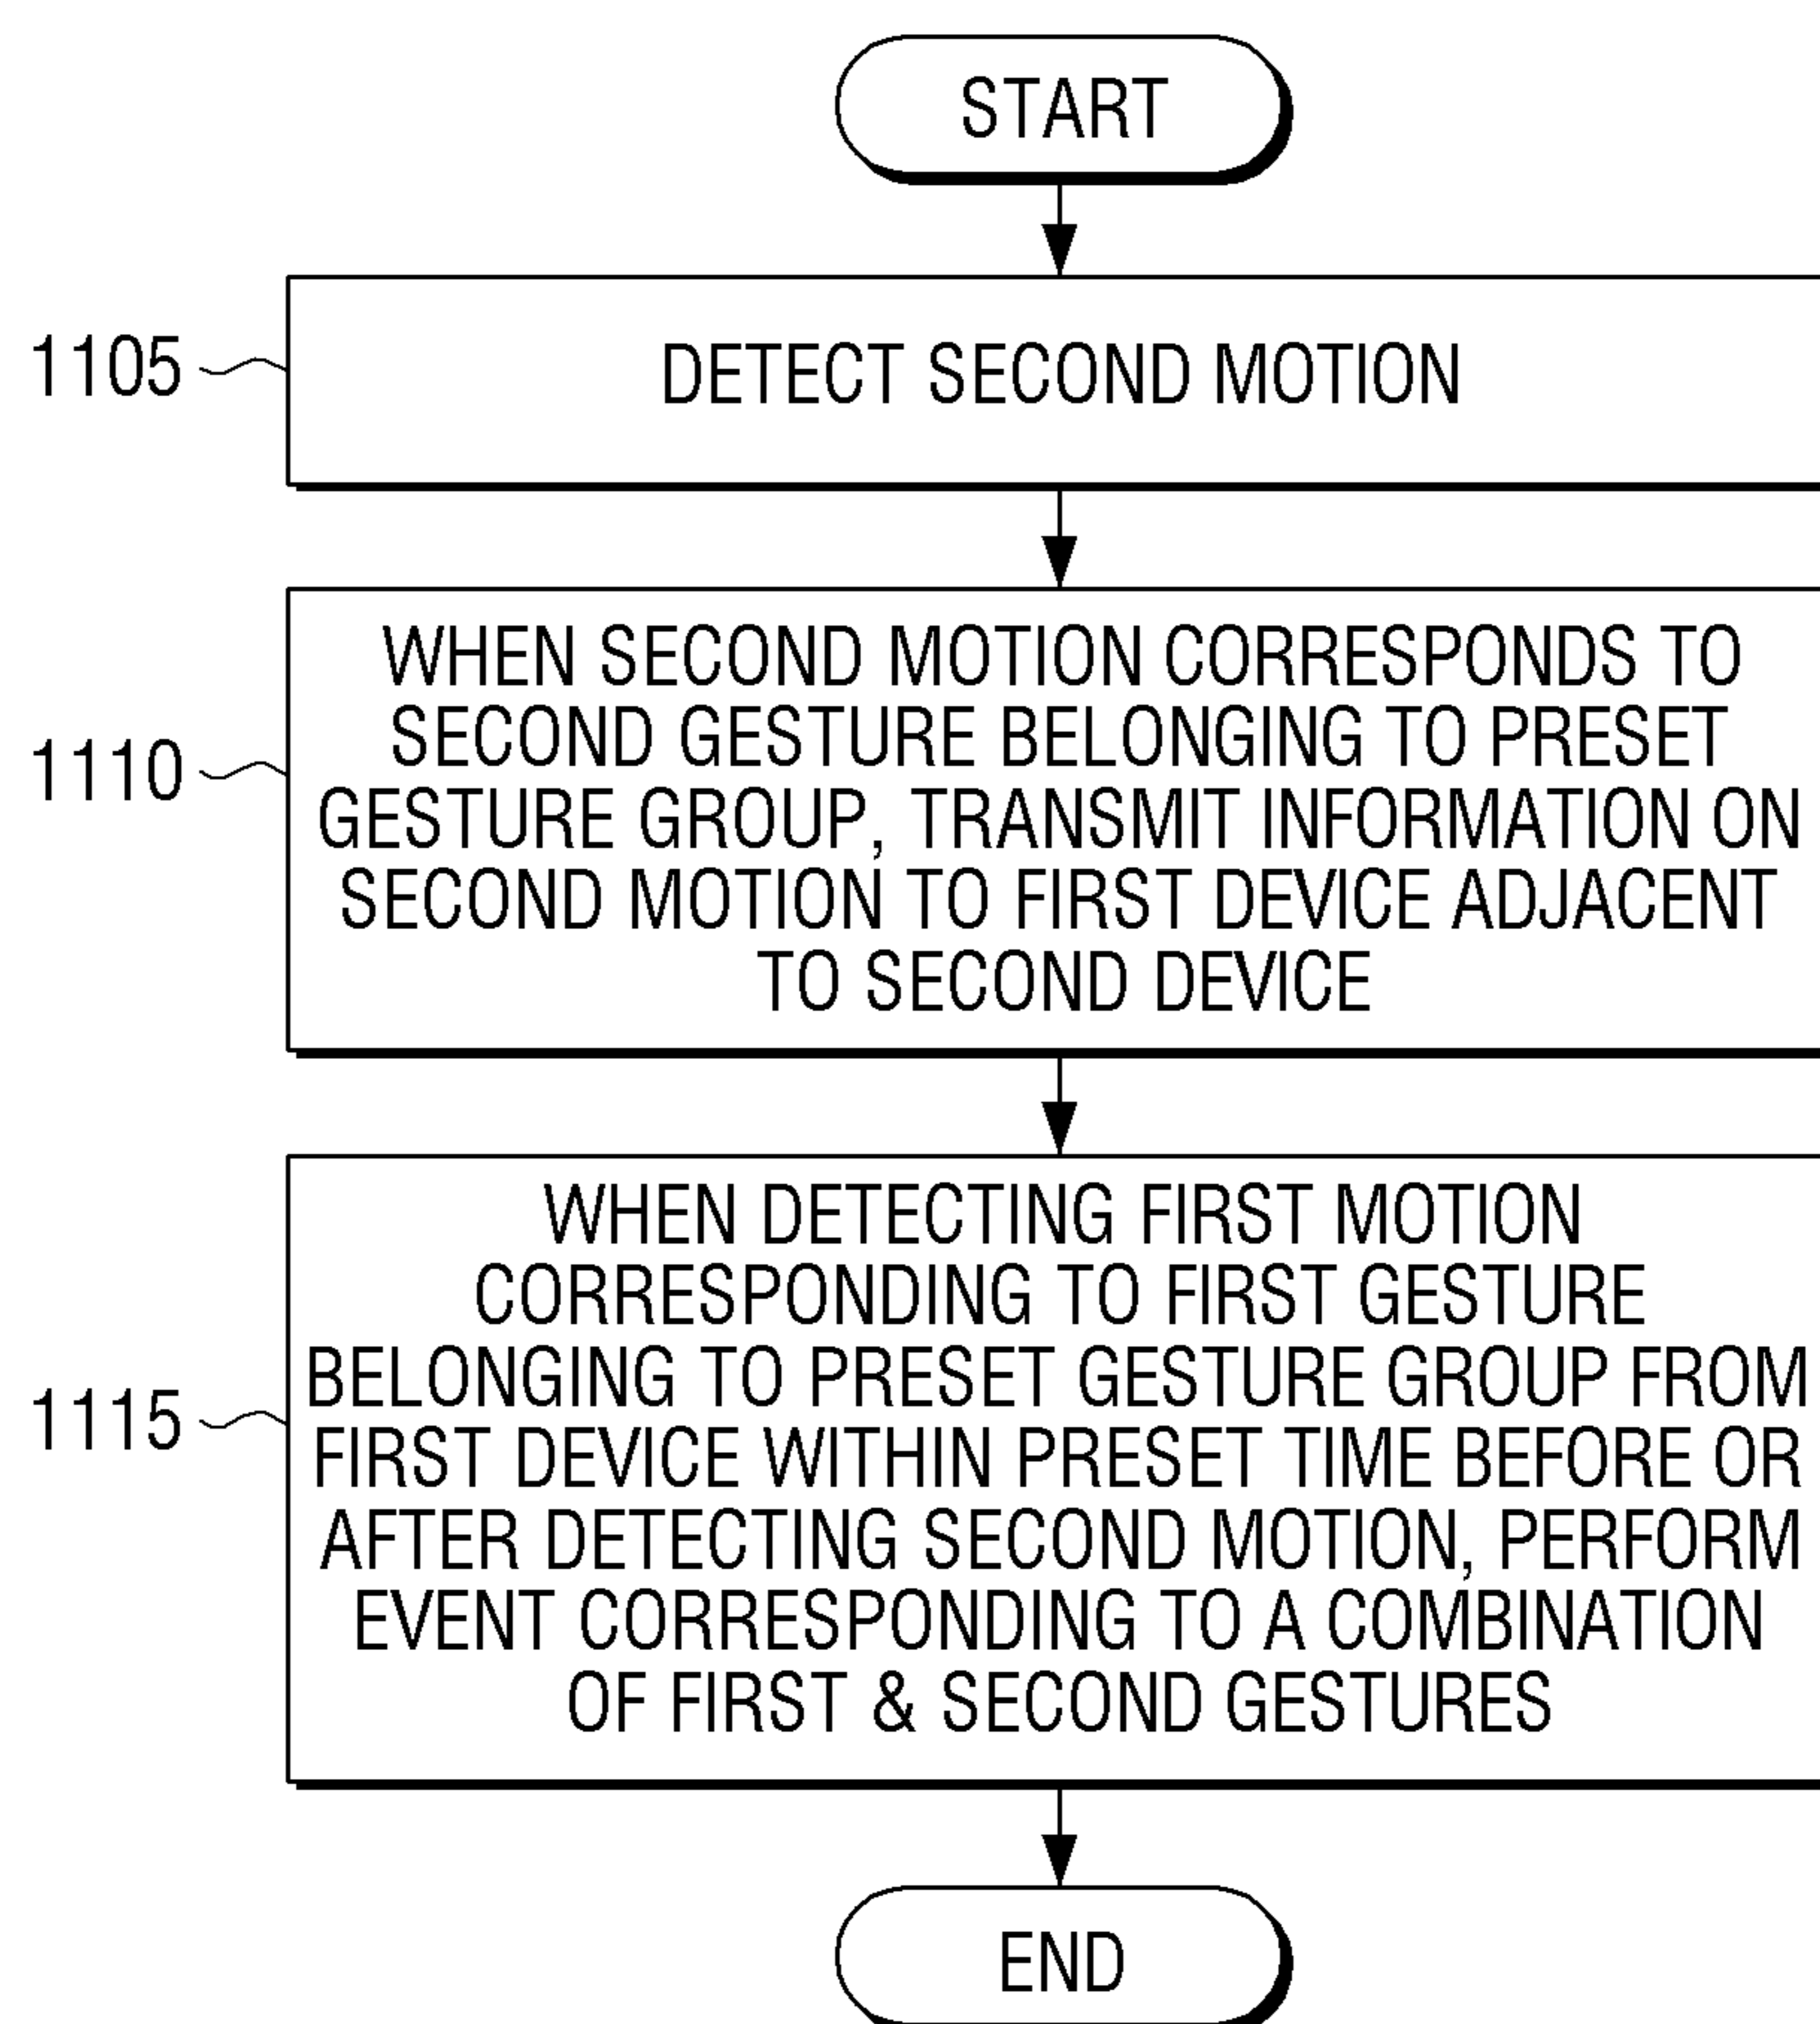 START
1105
DETECT SECOND MOTION
1110
WHEN SECOND MOTION CORRESPONDS TO
SECOND GESTURE BELONGING TO PRESET
GESTURE GROUP, TRANSMIT INFORMATION ON
SECOND MOTION TO FIRST DEVICE ADJACENT
TO SECOND DEVICE
1115
WHEN DETECTING FIRST MOTION
CORRESPONDING TO FIRST GESTURE
BELONGING TO PRESET GESTURE GROUP FROM
FIRST DEVICE WITHIN PRESET TIME BEFORE OR
AFTER DETECTING SECOND MOTION, PERFORM
EVENT CORRESPONDING TO A COMBINATION
OF FIRST & SECOND GESTURES
END